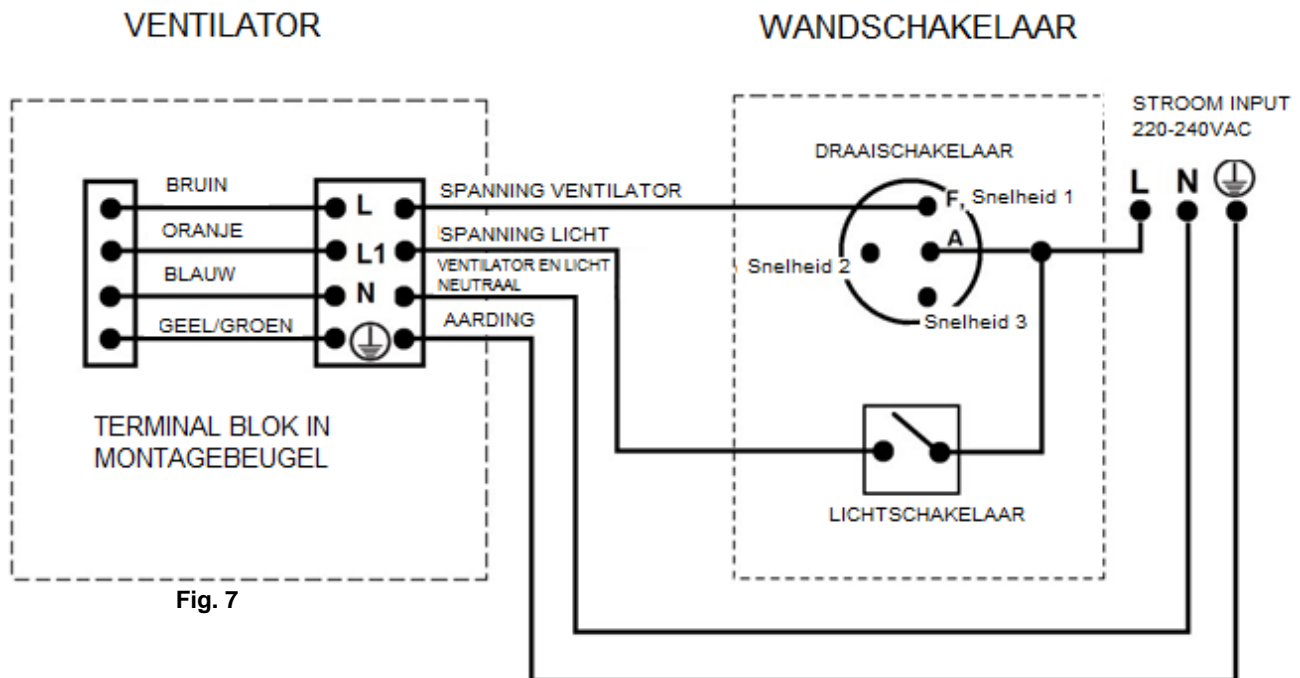 VENTILATOR
WANDSCHAKELAAR
STROOM INPUT
220-240VAC
DRAAISCHAKELAAR
L N
BRUIN
L
SPANNING VENTILATOR
F, Snelheid 1
ORANJE
L1
SPANNING LICHT
A
Snelheid 2
BLAUW
N
VENTILATOR EN LICHT
NEUTRAAL
GEEL/GROEN
AARDING
Snelheid 3
TERMINAL BLOK IN
MONTAGEBEUGEL
LICHTSCHAKELAAR
Fig. 7